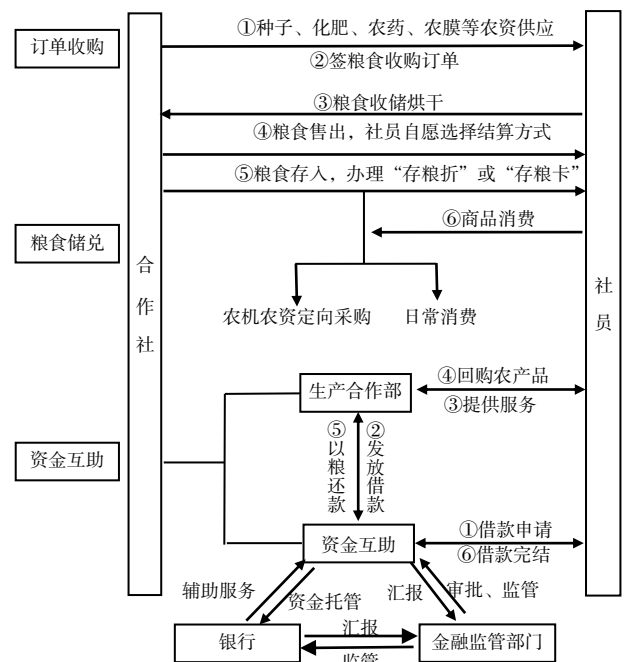 ①种子、化肥、农药、农膜等农资供应
订单收购
②签粮食收购订单
③粮食收储烘干
④粮食售出，社员自愿选择结算方式
⑤粮食存入，办理“存粮折”或“存粮卡”
⑥商品消费
粮食储兑
合作社
社员
农机农资定向采购
日常消费
④回购农产品
生产合作部
③提供服务
⑤以粮还款
②发放借款
资金互助
①借款申请
资金互助
⑥借款完结
辅助服务
资金托管
汇报
审批、监管
汇报
银行
金融监管部门
监管